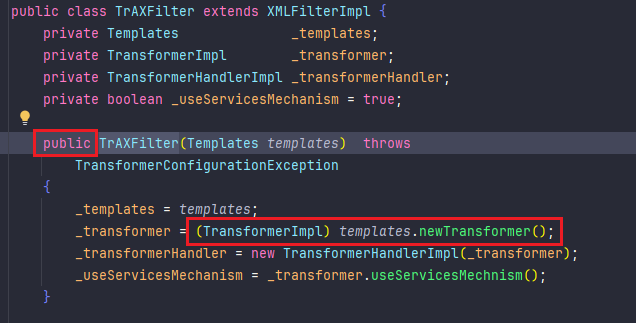 public class TrAXFilter extends XMLFilterImpl {
private Templates _templates;
private TransformerImpl _transformer;
private TransformerHandlerImpl _transformerHandler;
private boolean _useServicesMechanism = true;
public TrAXFilter(Templates templates) throws
TransformerConfigurationException
{
_templates = templates;
_transformer = (TransformerImpl) templates.newTransformer();
_transformerHandler = new TransformerHandlerImpl(_transformer);
_useServicesMechanism = _transformer.useServicesMechnism();
}